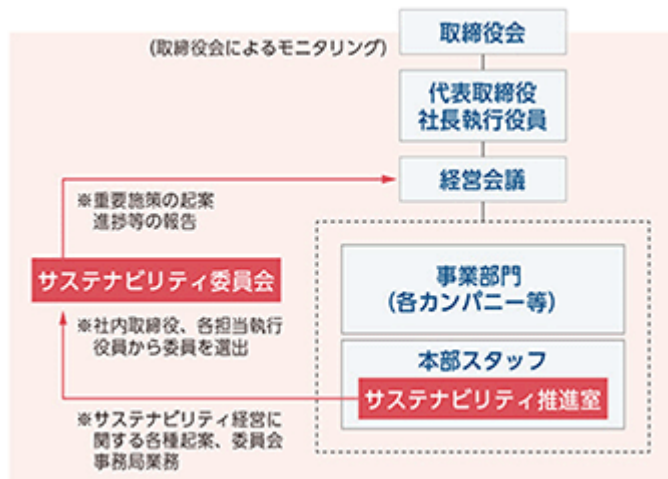 取締役会
(取締役会によるモニタリング)
代表取締役
社長執行役員
経営会議
※重要施策の起案
進捗等の報告
サステナビリティ委員会
※社内取締役、各担当執行
役員から委員を選出
事業部門
(各カンパニー等)
本部スタッフ
サステナビリティ推進室
※サステナビリティ経営に
関する各種起案、委員会
事務局業務